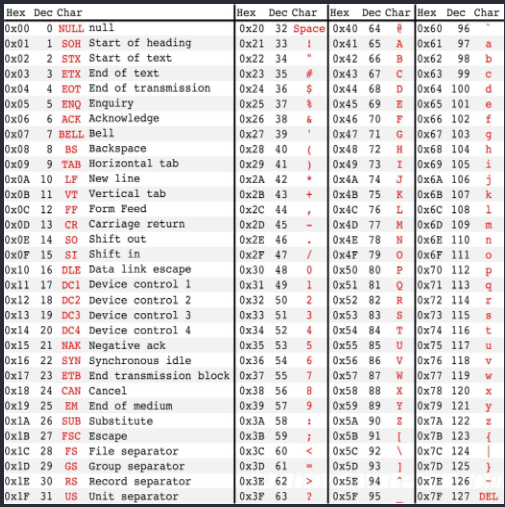 Hex Dec Char Hex Dec Char Hex Dec Char Hex Dec Char
0x00 0 NULL null 0x20 32 Space 0x40 64 @ 0x60 96 `
0x01 1 SOH Start of heading 0x21 33 ! 0x41 65 A 0x61 97 a
0x02 2 STX Start of text 0x22 34 " 0x42 66 B 0x62 98 b
0x03 3 ETX End of text 0x23 35 # 0x43 67 C 0x63 99 c
0x04 4 EOT End of transmission 0x24 36 $ 0x44 68 D 0x64 100 d
0x05 5 ENQ Enquiry 0x25 37 % 0x45 69 E 0x65 101 e
0x06 6 ACK Acknowledge 0x26 38 & 0x46 70 F 0x66 102 f
0x07 7 BELL Bell 0x27 39 ' 0x47 71 G 0x67 103 g
0x08 8 BS Backspace 0x28 40 ( 0x48 72 H 0x68 104 h
0x09 9 TAB Horizontal tab 0x29 41 ) 0x49 73 I 0x69 105 i
0x0A 10 LF New line 0x2A 42 * 0x4A 74 J 0x6A 106 j
0x0B 11 VT Vertical tab 0x2B 43 + 0x4B 75 K 0x6B 107 k
0x0C 12 FF Form Feed 0x2C 44 , 0x4C 76 L 0x6C 108 l
0x0D 13 CR Carriage return 0x2D 45 - 0x4D 77 M 0x6D 109 m
0x0E 14 SO Shift out 0x2E 46 . 0x4E 78 N 0x6E 110 n
0x0F 15 SI Shift in 0x2F 47 / 0x4F 79 O 0x6F 111 o
0x10 16 DLE Data link escape 0x30 48 0 0x50 80 P 0x70 112 p
0x11 17 DC1 Device control 1 0x31 49 1 0x51 81 Q 0x71 113 q
0x12 18 DC2 Device control 2 0x32 50 2 0x52 82 R 0x72 114 r
0x13 19 DC3 Device control 3 0x33 51 3 0x53 83 S 0x73 115 s
0x14 20 DC4 Device control 4 0x34 52 4 0x54 84 T 0x74 116 t
0x15 21 NAK Negative ack 0x35 53 5 0x55 85 U 0x75 117 u
0x16 22 SYN Synchronous idle 0x36 54 6 0x56 86 V 0x76 118 v
0x17 23 ETB End transmission block 0x37 55 7 0x57 87 W 0x77 119 w
0x18 24 CAN Cancel 0x38 56 8 0x58 88 X 0x78 120 x
0x19 25 EM End of medium 0x39 57 9 0x59 89 Y 0x79 121 y
0x1A 26 SUB Substitute 0x3A 58 : 0x5A 90 Z 0x7A 122 z
0x1B 27 FSC Escape 0x3B 59 ; 0x5B 91 [ 0x7B 123 {
0x1C 28 FS File separator 0x3C 60 < 0x5C 92 \ 0x7C 124 |
0x1D 29 GS Group separator 0x3D 61 = 0x5D 93 ] 0x7D 125 }
0x1E 30 RS Record separator 0x3E 62 > 0x5E 94 ^ 0x7E 126 ~
0x1F 31 US Unit separator 0x3F 63 ? 0x5F 95 _ 0x7F 127 DEL